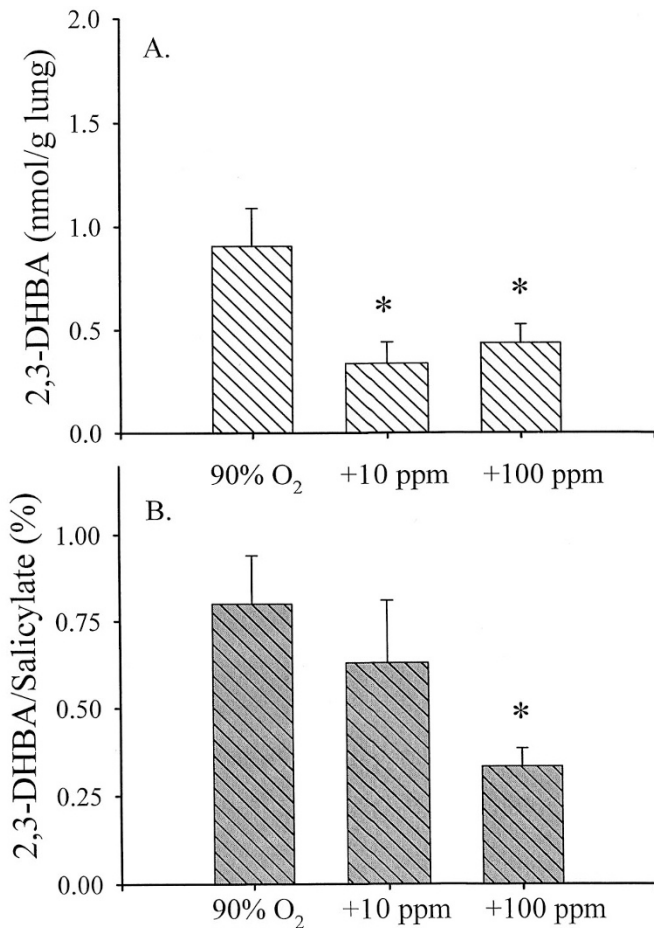 A.
2,3-DHBA (nmol/g lung)
2.0
1.5
1.0
0.5
0.0
*
*
90% O₂ +10 ppm +100 ppm
B.
2,3-DHBA/Salicylate (%)
1.00
0.75
0.50
0.25
0.00
*
90% O₂ +10 ppm +100 ppm